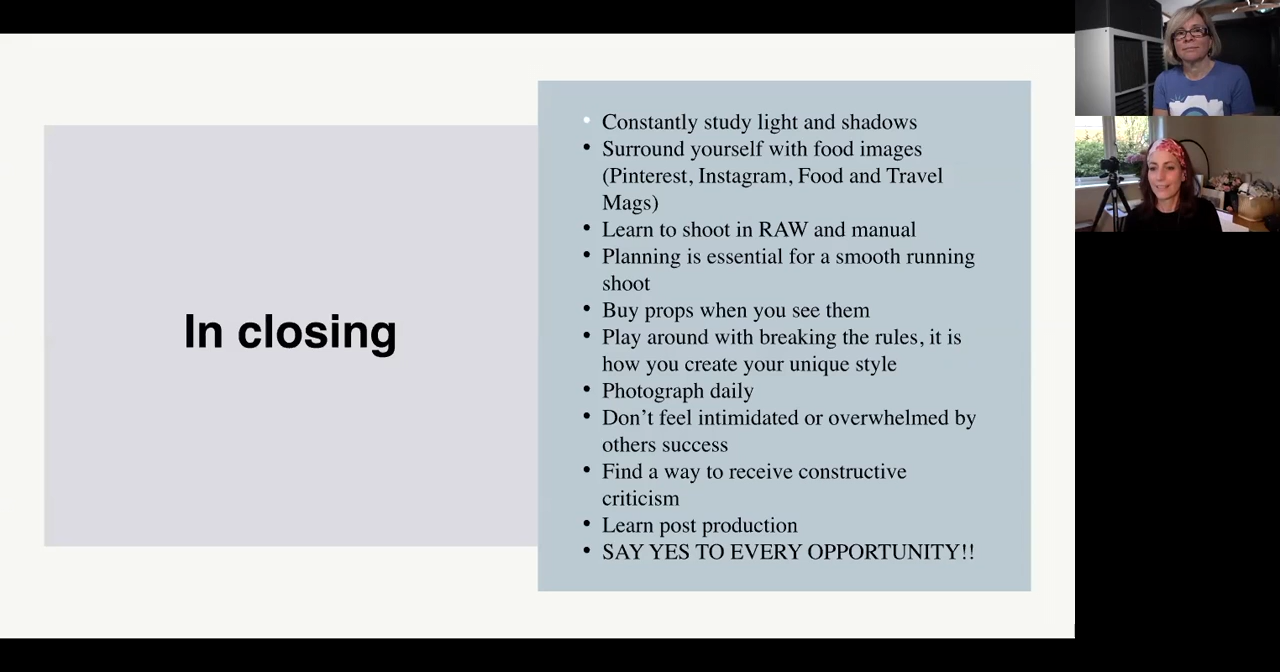 In closing
Constantly study light and shadows
Surround yourself with food images
(Pinterest, Instagram, Food and Travel
Mags)
Learn to shoot in RAW and manual
Planning is essential for a smooth running
shoot
Buy props when you see them
Play around with breaking the rules, it is
how you create your unique style
Photograph daily
Don’t feel intimidated or overwhelmed by
others success
Find a way to receive constructive
criticism
Learn post production
SAY YES TO EVERY OPPORTUNITY!!